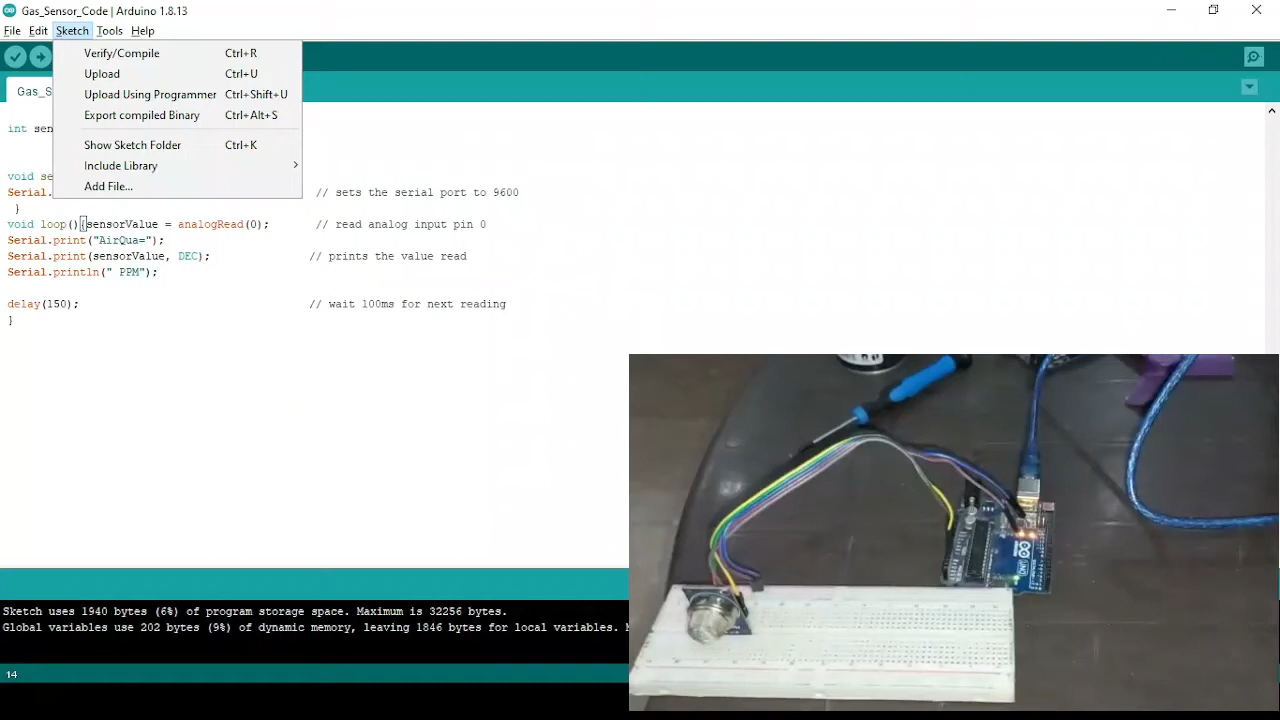 Gas_Sensor_Code | Arduino 1.8.13
File Edit Sketch Tools Help
Verify/Compile Ctrl+R
Upload Ctrl+U
Upload Using Programmer Ctrl+Shift+U
Export compiled Binary Ctrl+Alt+S
Show Sketch Folder Ctrl+K
Include Library
Add File...
Gas_S
int sen
void se
Serial. // sets the serial port to 9600
}
void loop(){sensorValue = analogRead(0); // read analog input pin 0
Serial.print("AirQua=");
Serial.print(sensorValue, DEC); // prints the value read
Serial.println(" PPM");
delay(150); // wait 100ms for next reading
}
Sketch uses 1940 bytes (6%) of program storage space. Maximum is 32256 bytes.
Global variables use 202 bytes (9%) of dynamic memory, leaving 1846 bytes for local variables. M
14
UNO